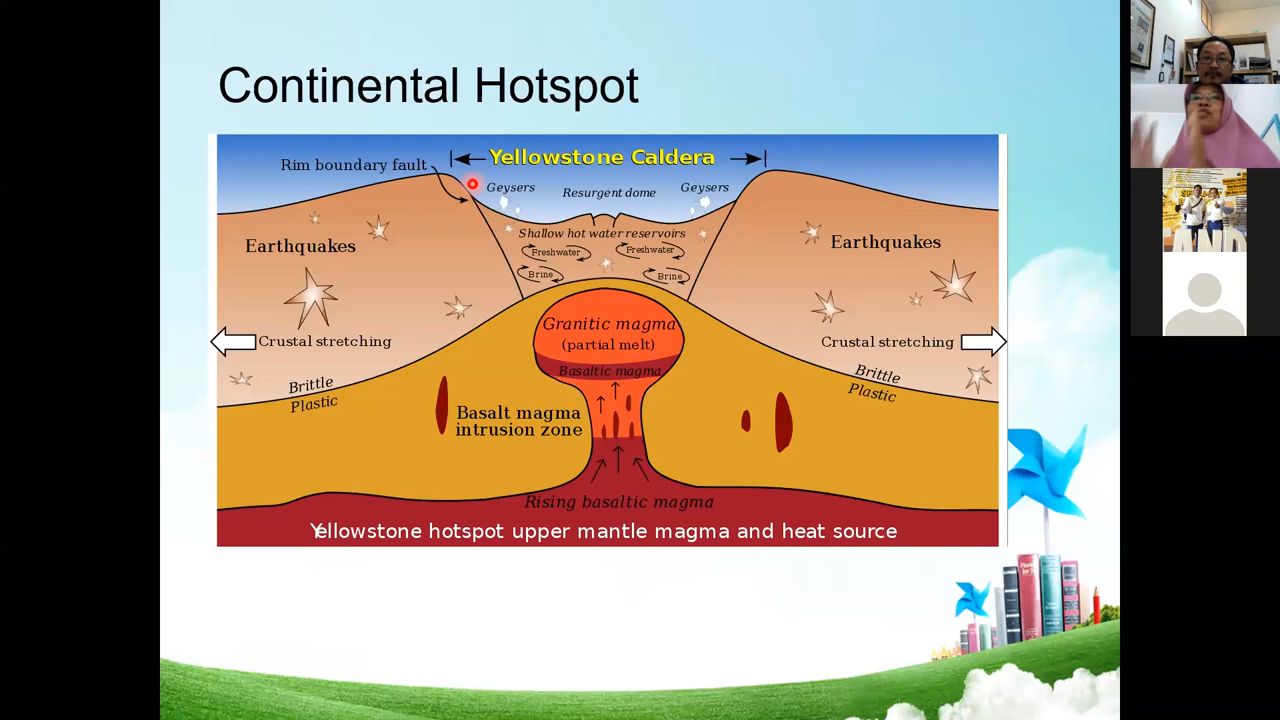 Continental Hotspot
Yellowstone Caldera
Rim boundary fault
Geysers
Resurgent dome
Geysers
Shallow hot water reservoirs
Freshwater
Freshwater
Brine
Brine
Earthquakes
Earthquakes
Granitic magma
(partial melt)
Basaltic magma
Crustal stretching
Crustal stretching
Brittle
Plastic
Brittle
Plastic
Basalt magma
intrusion zone
Rising basaltic magma
Yellowstone hotspot upper mantle magma and heat source
AND